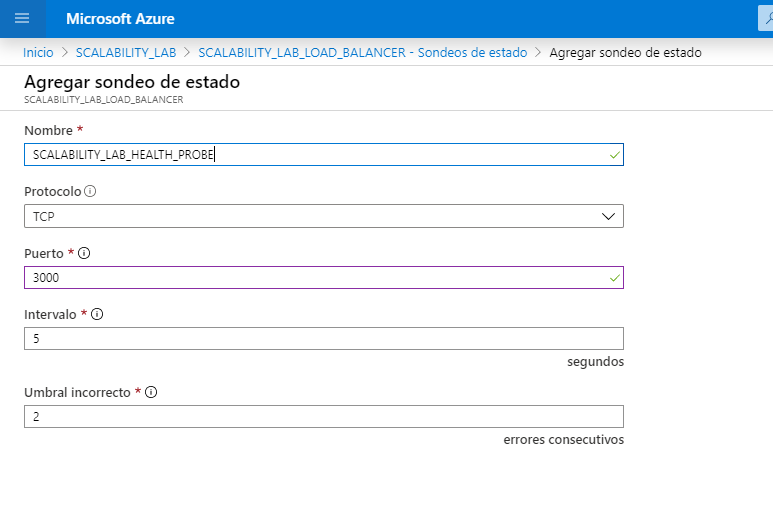 Microsoft Azure
Inicio > SCALABILITY_LAB > SCALABILITY_LAB_LOAD_BALANCER - Sondeos de estado > Agregar sondeo de estado
Agregar sondeo de estado
SCALABILITY_LAB_LOAD_BALANCER
Nombre *
SCALABILITY_LAB_HEALTH_PROBE
Protocolo
TCP
Puerto *
3000
Intervalo *
5
segundos
Umbral incorrecto *
2
errores consecutivos